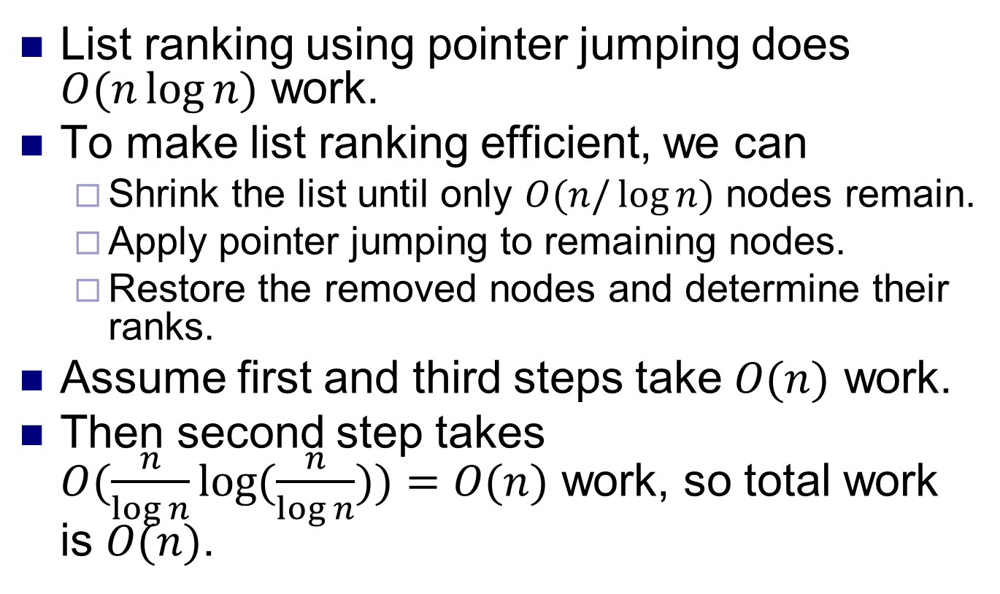 ■ List ranking using pointer jumping does
O(n log n) work.
■ To make list ranking efficient, we can
□ Shrink the list until only O(n/ log n) nodes remain.
□ Apply pointer jumping to remaining nodes.
□ Restore the removed nodes and determine their
ranks.
■ Assume first and third steps take O(n) work.
■ Then second step takes
O(n/log n log(n/log n)) = O(n) work, so total work
is O(n).